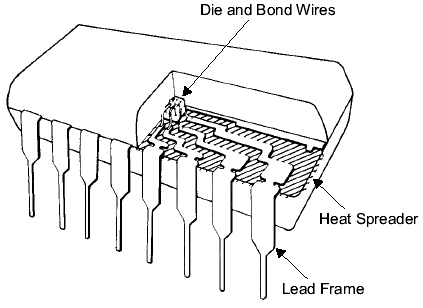 Die and Bond Wires
Heat Spreader
Lead Frame